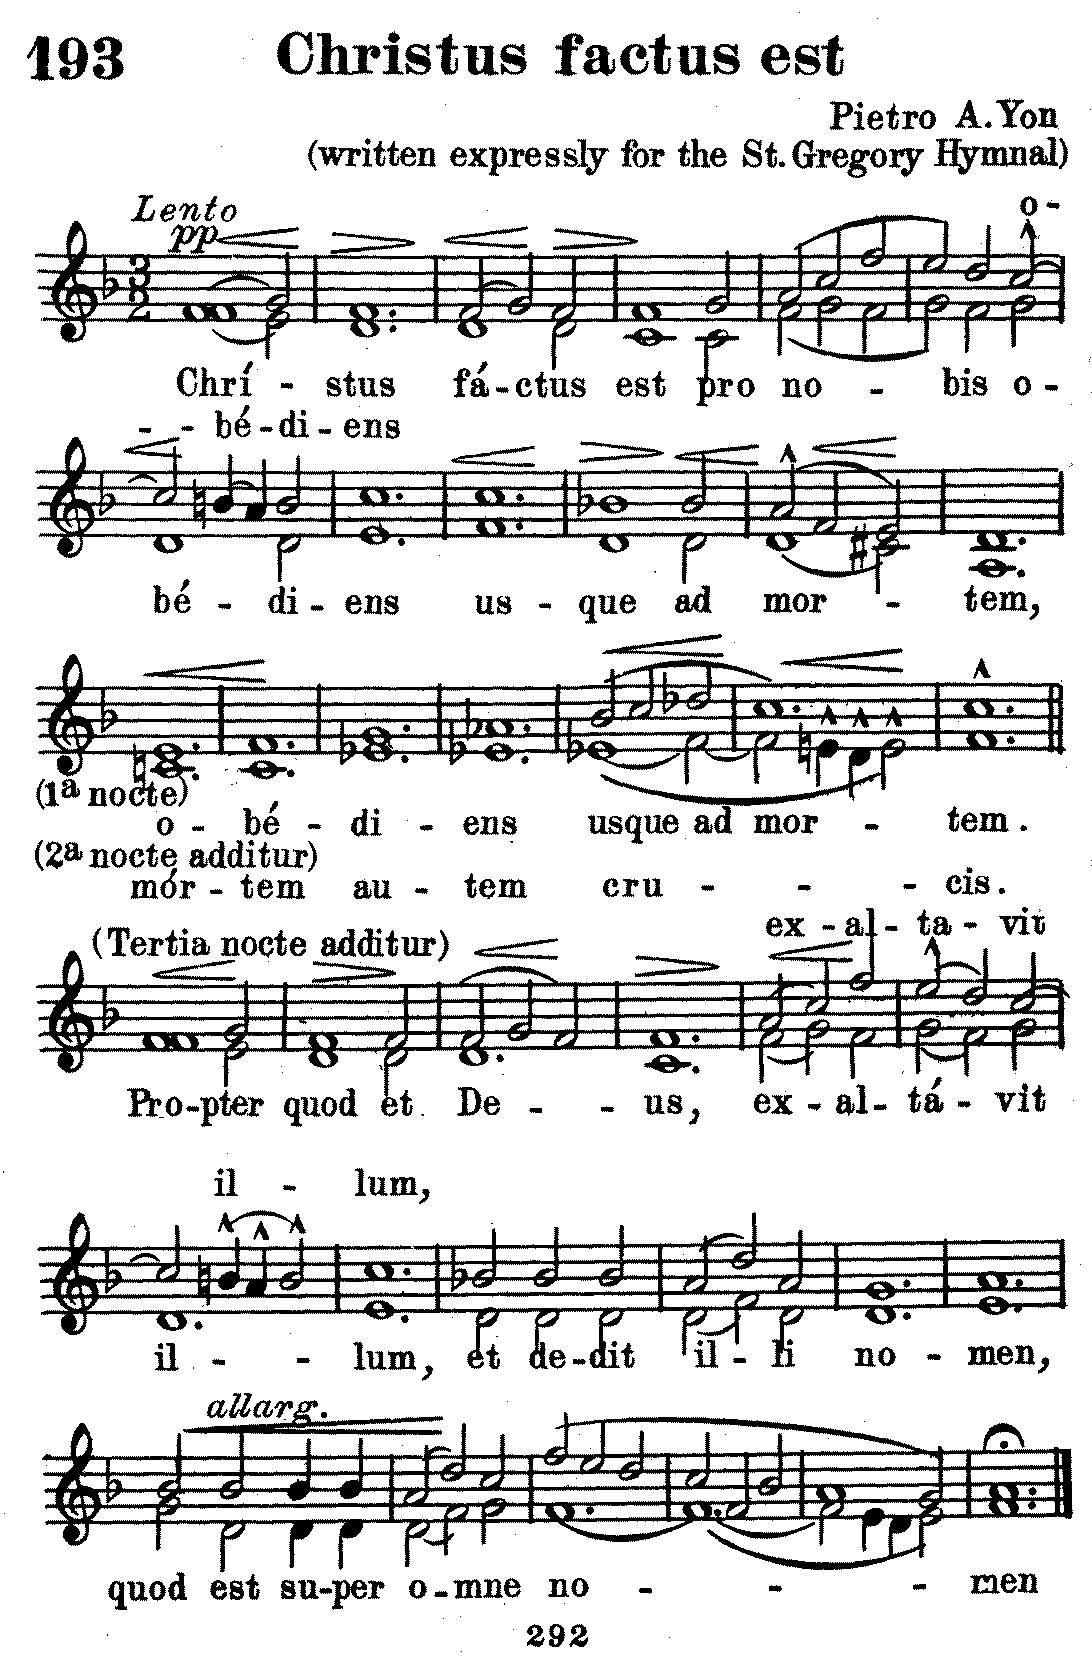 193 Christus factus est
Pietro A. Yon
(written expressly for the St. Gregory Hymnal)
Lento
pp
o-
Chrí - stus fá-ctus est pro no - bis o-
- - bé-di-ens
bé - di- ens us - que ad mor - tem,
(1ª nocte)
o - bé - di - ens usque ad mor - tem.
(2ª nocte additur)
mór - tem au - tem cru - - - cis.
ex - al- ta - vit
(Tertia nocte additur)
Pro-pter quod et De - - us, ex - al- tá - vit
il - lum,
il - - lum, et de-dit il- li no - men,
allarg.
quod est su-per o-mne no - - - men
292